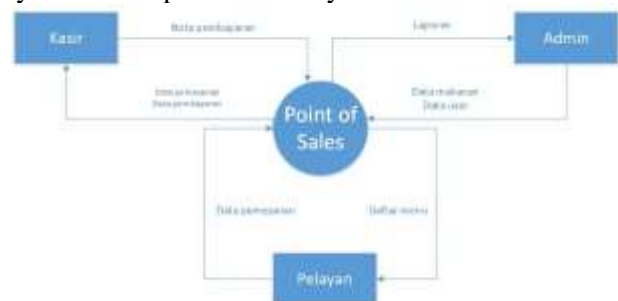 Kasir
Nota pembayaran
Laporan
Admin
Data pemesanan
Data pembayaran
Data makanan
Data user
Point of
Sales
Data pemesanan
Daftar menu
Pelayan